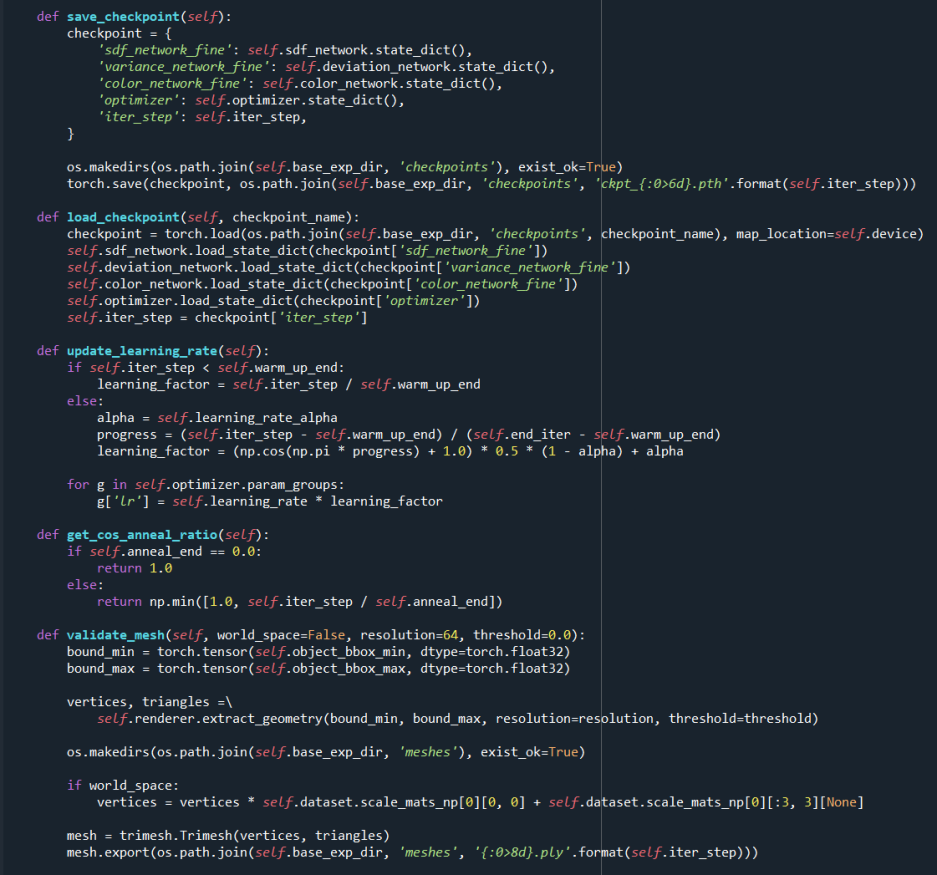 def save_checkpoint(self):
    checkpoint = {
        'sdf_network_fine': self.sdf_network.state_dict(),
        'variance_network_fine': self.deviation_network.state_dict(),
        'color_network_fine': self.color_network.state_dict(),
        'optimizer': self.optimizer.state_dict(),
        'iter_step': self.iter_step,
    }

    os.makedirs(os.path.join(self.base_exp_dir, 'checkpoints'), exist_ok=True)
    torch.save(checkpoint, os.path.join(self.base_exp_dir, 'checkpoints', 'ckpt_{:0>6d}.pth'.format(self.iter_step)))

def load_checkpoint(self, checkpoint_name):
    checkpoint = torch.load(os.path.join(self.base_exp_dir, 'checkpoints', checkpoint_name), map_location=self.device)
    self.sdf_network.load_state_dict(checkpoint['sdf_network_fine'])
    self.deviation_network.load_state_dict(checkpoint['variance_network_fine'])
    self.color_network.load_state_dict(checkpoint['color_network_fine'])
    self.optimizer.load_state_dict(checkpoint['optimizer'])
    self.iter_step = checkpoint['iter_step']

def update_learning_rate(self):
    if self.iter_step < self.warm_up_end:
        learning_factor = self.iter_step / self.warm_up_end
    else:
        alpha = self.learning_rate_alpha
        progress = (self.iter_step - self.warm_up_end) / (self.end_iter - self.warm_up_end)
        learning_factor = (np.cos(np.pi * progress) + 1.0) * 0.5 * (1 - alpha) + alpha

    for g in self.optimizer.param_groups:
        g['lr'] = self.learning_rate * learning_factor

def get_cos_anneal_ratio(self):
    if self.anneal_end == 0.0:
        return 1.0
    else:
        return np.min([1.0, self.iter_step / self.anneal_end])

def validate_mesh(self, world_space=False, resolution=64, threshold=0.0):
    bound_min = torch.tensor(self.object_bbox_min, dtype=torch.float32)
    bound_max = torch.tensor(self.object_bbox_max, dtype=torch.float32)

    vertices, triangles =\
        self.renderer.extract_geometry(bound_min, bound_max, resolution=resolution, threshold=threshold)

    os.makedirs(os.path.join(self.base_exp_dir, 'meshes'), exist_ok=True)

    if world_space:
        vertices = vertices * self.dataset.scale_mats_np[0][0, 0] + self.dataset.scale_mats_np[0][:3, 3][None]

    mesh = trimesh.Trimesh(vertices, triangles)
    mesh.export(os.path.join(self.base_exp_dir, 'meshes', '{:0>8d}.ply'.format(self.iter_step)))